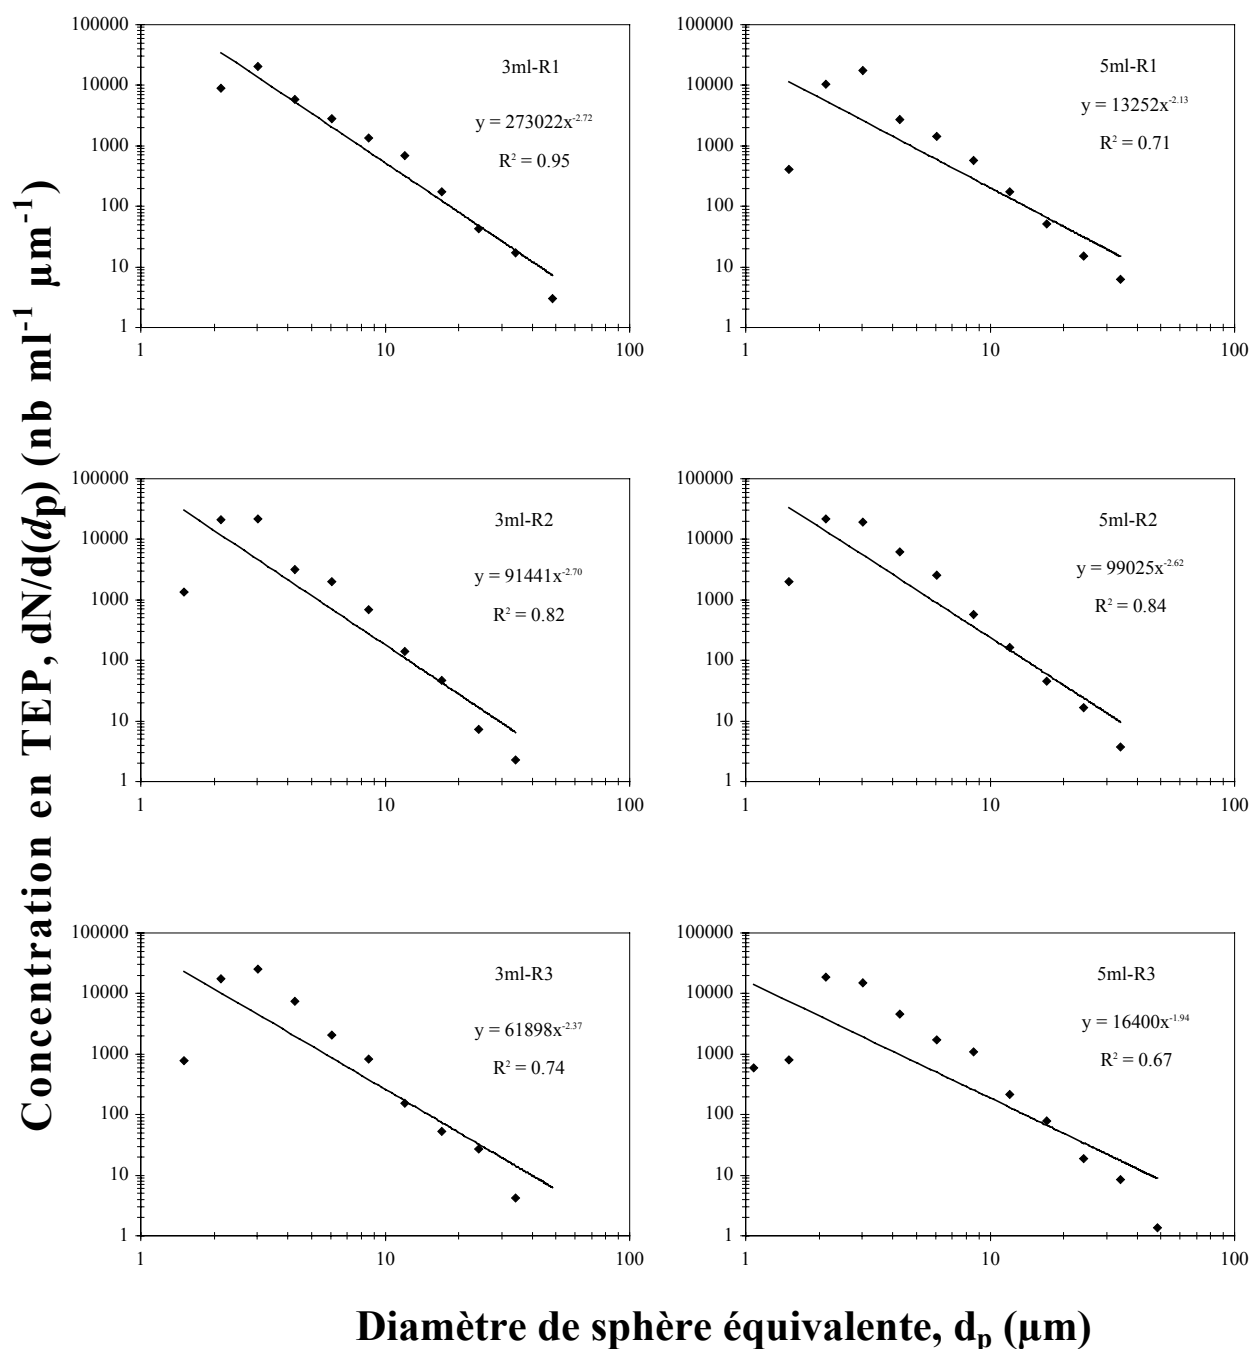 Concentration en TEP, dN/d(dp) (nb ml⁻¹ µm⁻¹)
100000
10000
1000
100
10
1
1
10
100
3ml-R1
y = 273022x^-2.72
R² = 0.95
100000
10000
1000
100
10
1
1
10
100
5ml-R1
y = 13252x^-2.13
R² = 0.71
100000
10000
1000
100
10
1
1
10
100
3ml-R2
y = 91441x^-2.70
R² = 0.82
100000
10000
1000
100
10
1
1
10
100
5ml-R2
y = 99025x^-2.62
R² = 0.84
100000
10000
1000
100
10
1
1
10
100
3ml-R3
y = 61898x^-2.37
R² = 0.74
100000
10000
1000
100
10
1
1
10
100
5ml-R3
y = 16400x^-1.94
R² = 0.67
Diamètre de sphère équivalente, dp (µm)